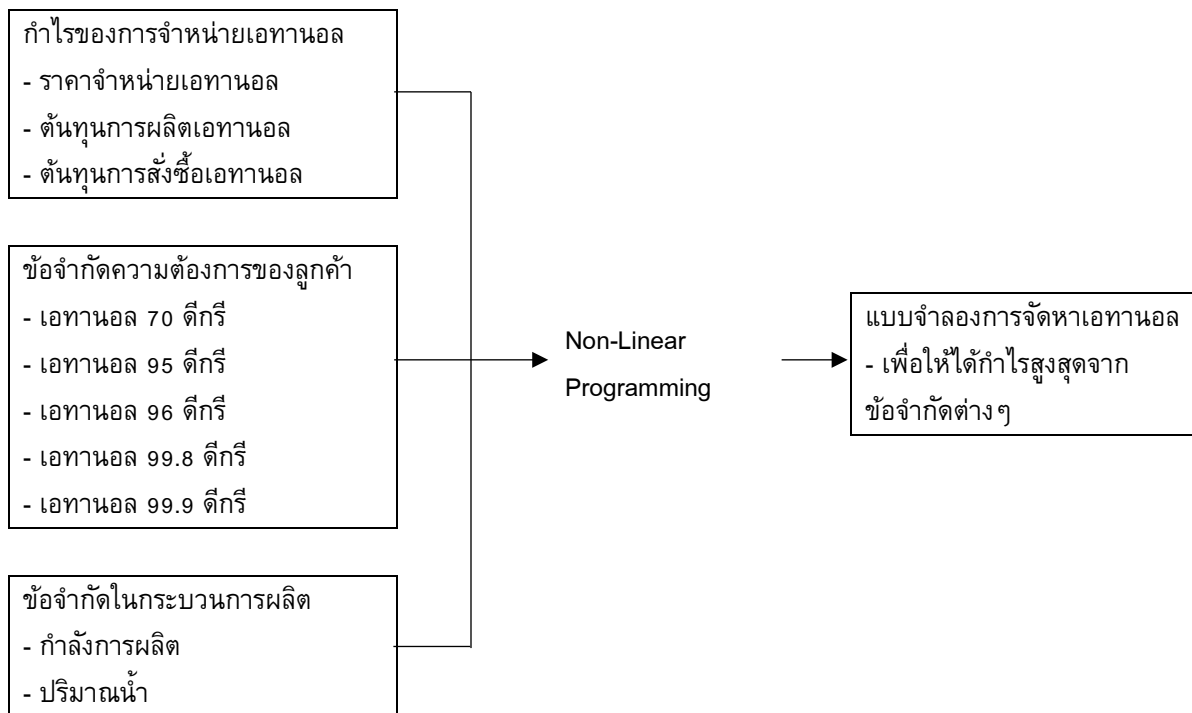 กำไรของการจำหน่ายเอทานอล
- ราคาจำหน่ายเอทานอล
- ต้นทุนการผลิตเอทานอล
- ต้นทุนการสั่งซื้อเอทานอล
ข้อจำกัดความต้องการของลูกค้า
- เอทานอล 70 ดีกรี
- เอทานอล 95 ดีกรี
- เอทานอล 96 ดีกรี
- เอทานอล 99.8 ดีกรี
- เอทานอล 99.9 ดีกรี
ข้อจำกัดในกระบวนการผลิต
- กำลังการผลิต
- ปริมาณน้ำ
Non-Linear
Programming
แบบจำลองการจัดหาเอทานอล
- เพื่อให้ได้กำไรสูงสุดจาก
ข้อจำกัดต่างๆ